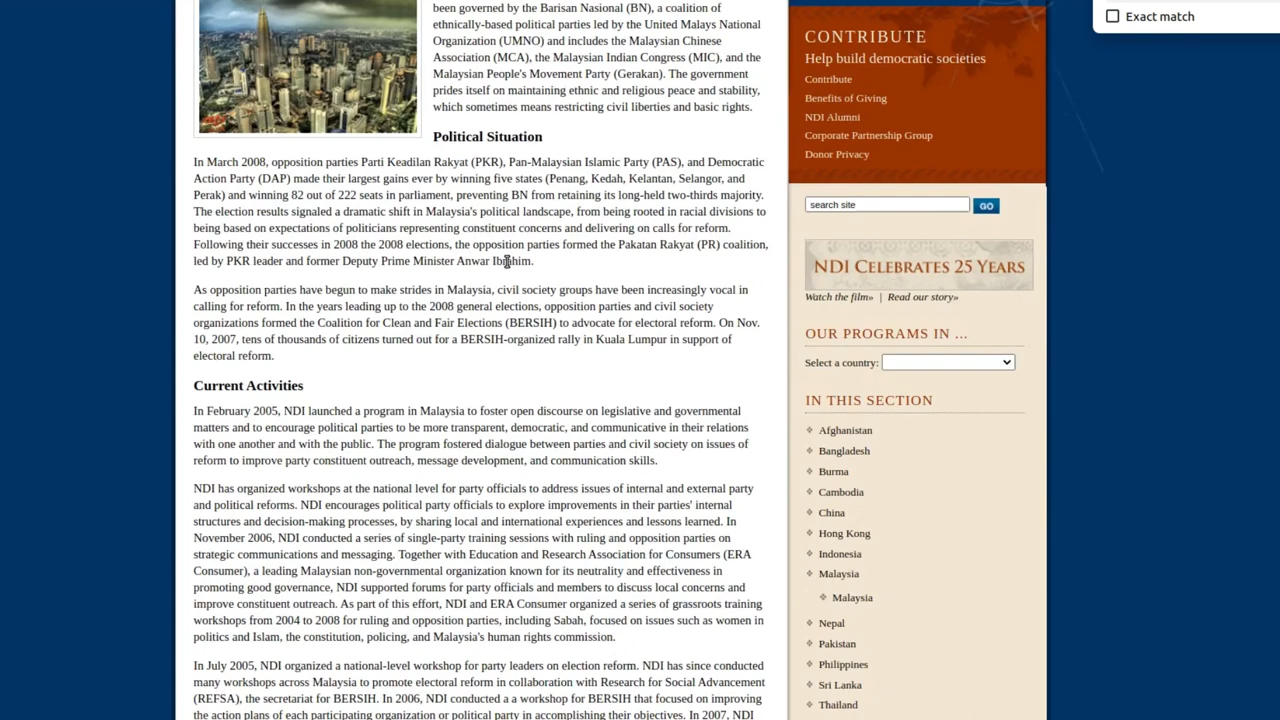 been governed by the Barisan Nasional (BN), a coalition of
ethnically-based political parties led by the United Malays National
Organization (UMNO) and includes the Malaysian Chinese
Association (MCA), the Malaysian Indian Congress (MIC), and the
Malaysian People's Movement Party (Gerakan). The government
prides itself on maintaining ethnic and religious peace and stability,
which sometimes means restricting civil liberties and basic rights.
Political Situation
In March 2008, opposition parties Parti Keadilan Rakyat (PKR), Pan-Malaysian Islamic Party (PAS), and Democratic
Action Party (DAP) made their largest gains ever by winning five states (Penang, Kedah, Kelantan, Selangor, and
Perak) and winning 82 out of 222 seats in parliament, preventing BN from retaining its long-held two-thirds majority.
The election results signaled a dramatic shift in Malaysia's political landscape, from being rooted in racial divisions to
being based on expectations of politicians representing constituent concerns and delivering on calls for reform.
Following their successes in 2008 the 2008 elections, the opposition parties formed the Pakatan Rakyat (PR) coalition,
led by PKR leader and former Deputy Prime Minister Anwar Ibrahim.
As opposition parties have begun to make strides in Malaysia, civil society groups have been increasingly vocal in
calling for reform. In the years leading up to the 2008 general elections, opposition parties and civil society
organizations formed the Coalition for Clean and Fair Elections (BERSIH) to advocate for electoral reform. On Nov.
10, 2007, tens of thousands of citizens turned out for a BERSIH-organized rally in Kuala Lumpur in support of
electoral reform.
Current Activities
In February 2005, NDI launched a program in Malaysia to foster open discourse on legislative and governmental
matters and to encourage political parties to be more transparent, democratic, and communicative in their relations
with one another and with the public. The program fostered dialogue between parties and civil society on issues of
reform to improve party constituent outreach, message development, and communication skills.
NDI has organized workshops at the national level for party officials to address issues of internal and external party
and political reforms. NDI encourages political party officials to explore improvements in their parties' internal
structures and decision-making processes, by sharing local and international experiences and lessons learned. In
November 2006, NDI conducted a series of single-party training sessions with ruling and opposition parties on
strategic communications and messaging. Together with Education and Research Association for Consumers (ERA
Consumer), a leading Malaysian non-governmental organization known for its neutrality and effectiveness in
promoting good governance, NDI supported forums for party officials and members to discuss local concerns and
improve constituent outreach. As part of this effort, NDI and ERA Consumer organized a series of grassroots training
workshops from 2004 to 2008 for ruling and opposition parties, including Sabah, focused on issues such as women in
politics and Islam, the constitution, policing, and Malaysia's human rights commission.
In July 2005, NDI organized a national-level workshop for party leaders on election reform. NDI has since conducted
many workshops across Malaysia to promote electoral reform in collaboration with Research for Social Advancement
(REFSA), the secretariat for BERSIH. In 2006, NDI conducted a a workshop for BERSIH that focused on improving
the action plans of each participating organization or political party in accomplishing their objectives. In 2007, NDI
CONTRIBUTE
Help build democratic societies
Contribute
Benefits of Giving
NDI Alumni
Corporate Partnership Group
Donor Privacy
search site
GO
NDI CELEBRATES 25 YEARS
Watch the film» | Read our story»
OUR PROGRAMS IN ...
Select a country:
IN THIS SECTION
Afghanistan
Bangladesh
Burma
Cambodia
China
Hong Kong
Indonesia
Malaysia
Malaysia
Nepal
Pakistan
Philippines
Sri Lanka
Thailand
Exact match